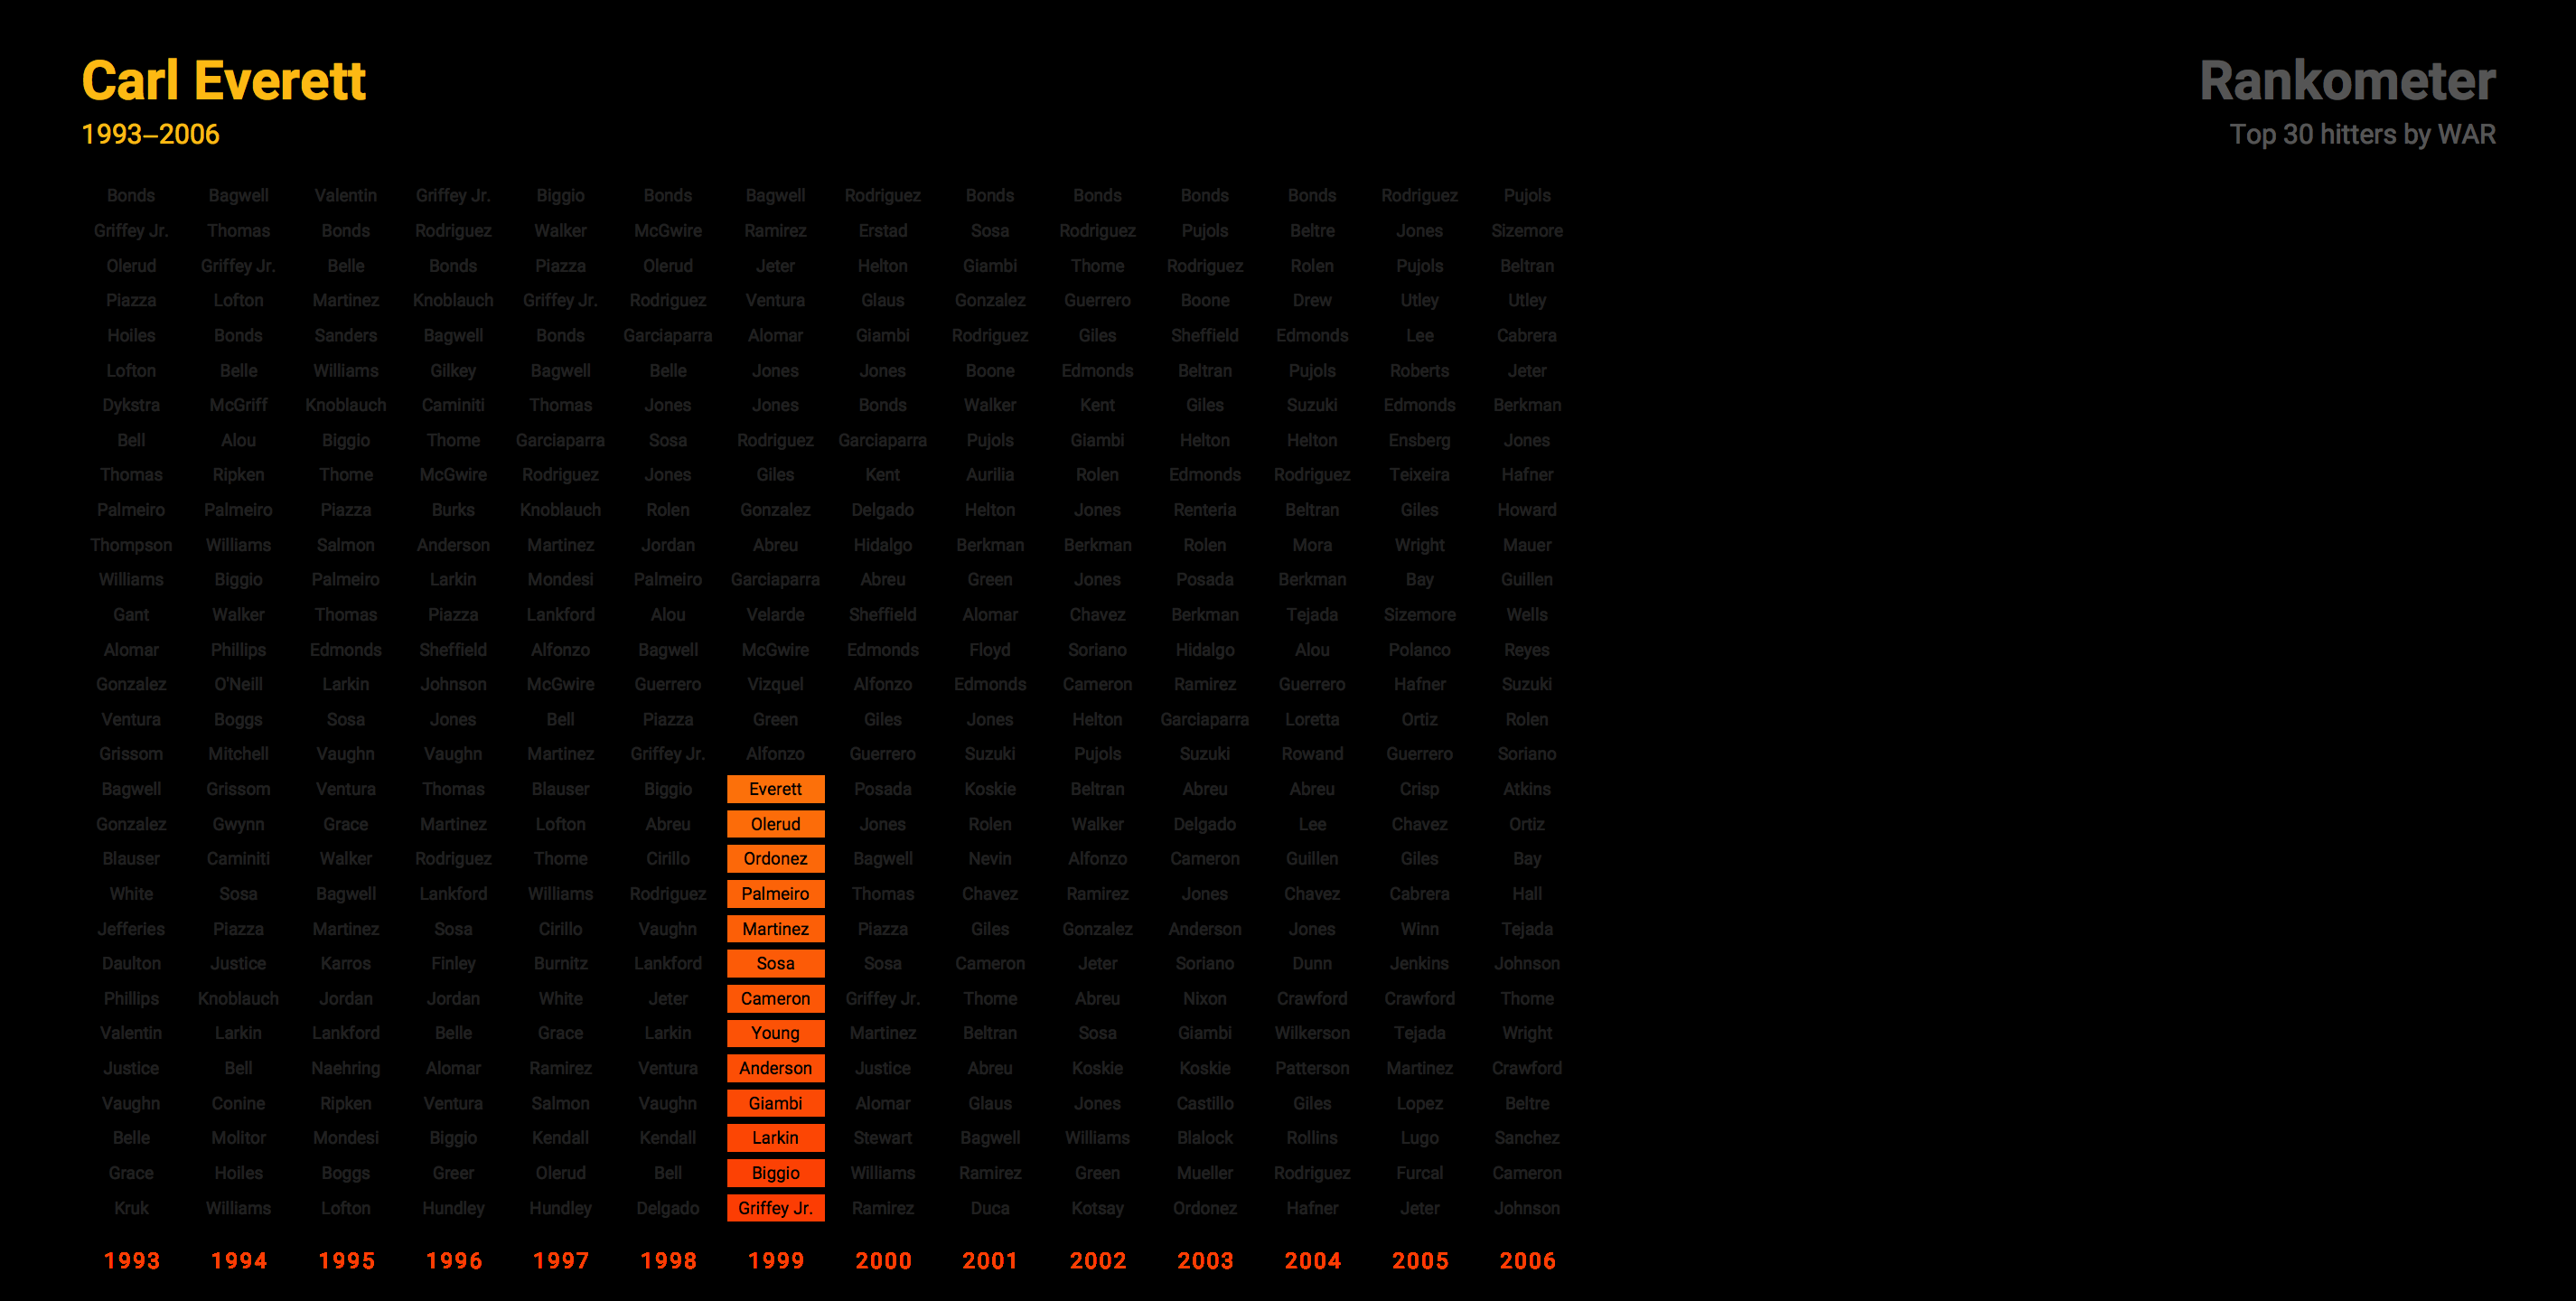 Carl Everett
1993–2006
Rankometer
Top 30 hitters by WAR
Bonds Bagwell Valentin Griffey Jr. Biggio Bonds Bagwell Rodriguez Bonds Bonds Bonds Bonds Rodriguez Pujols
Griffey Jr. Thomas Bonds Rodriguez Walker McGwire Ramirez Erstad Sosa Rodriguez Pujols Beltre Jones Sizemore
Olerud Griffey Jr. Belle Bonds Piazza Olerud Jeter Helton Giambi Thome Rodriguez Rolen Pujols Beltran
Piazza Lofton Martinez Knoblauch Griffey Jr. Rodriguez Ventura Glaus Gonzalez Guerrero Boone Drew Utley Utley
Hoiles Bonds Sanders Bagwell Bonds Garciaparra Alomar Giambi Rodriguez Giles Sheffield Edmonds Lee Cabrera
Lofton Belle Williams Gilkey Bagwell Belle Jones Jones Boone Edmonds Beltran Pujols Roberts Jeter
Dykstra McGriff Knoblauch Caminiti Thomas Jones Jones Bonds Walker Kent Giles Suzuki Edmonds Berkman
Bell Alou Biggio Thome Garciaparra Sosa Rodriguez Garciaparra Pujols Giambi Helton Helton Ensberg Jones
Thomas Ripken Thome McGwire Rodriguez Jones Giles Kent Aurilia Rolen Edmonds Rodriguez Teixeira Hafner
Palmeiro Palmeiro Piazza Burks Knoblauch Rolen Gonzalez Delgado Helton Jones Renteria Beltran Giles Howard
Thompson Williams Salmon Anderson Martinez Jordan Abreu Hidalgo Berkman Berkman Rolen Mora Wright Mauer
Williams Biggio Palmeiro Larkin Mondesi Palmeiro Garciaparra Abreu Green Jones Posada Berkman Bay Guillen
Gant Walker Thomas Piazza Lankford Alou Velarde Sheffield Alomar Chavez Berkman Tejada Sizemore Wells
Alomar Phillips Edmonds Sheffield Alfonzo Bagwell McGwire Edmonds Floyd Soriano Hidalgo Alou Polanco Reyes
Gonzalez O'Neill Larkin Johnson McGwire Guerrero Vizquel Alfonzo Edmonds Cameron Ramirez Guerrero Hafner Suzuki
Ventura Boggs Sosa Jones Bell Piazza Green Giles Jones Helton Garciaparra Loretta Ortiz Rolen
Grissom Mitchell Vaughn Vaughn Martinez Griffey Jr. Alfonzo Guerrero Suzuki Pujols Suzuki Rowand Guerrero Soriano
Bagwell Grissom Ventura Thomas Blauser Biggio Everett Posada Koskie Beltran Abreu Abreu Crisp Atkins
Gonzalez Gwynn Grace Martinez Lofton Abreu Olerud Jones Rolen Walker Delgado Lee Chavez Ortiz
Blauser Caminiti Walker Rodriguez Thome Cirillo Ordonez Bagwell Nevin Alfonzo Cameron Guillen Giles Bay
White Sosa Bagwell Lankford Williams Rodriguez Palmeiro Thomas Chavez Ramirez Jones Chavez Cabrera Hall
Jefferies Piazza Martinez Sosa Cirillo Vaughn Martinez Piazza Giles Gonzalez Anderson Jones Winn Tejada
Daulton Justice Karros Finley Burnitz Lankford Sosa Sosa Cameron Jeter Soriano Dunn Jenkins Johnson
Phillips Knoblauch Jordan Jordan White Jeter Cameron Griffey Jr. Thome Abreu Nixon Crawford Crawford Thome
Valentin Larkin Lankford Belle Grace Larkin Young Martinez Beltran Sosa Giambi Wilkerson Tejada Wright
Justice Bell Naehring Alomar Ramirez Ventura Anderson Justice Abreu Koskie Koskie Patterson Martinez Crawford
Vaughn Conine Ripken Ventura Salmon Vaughn Giambi Alomar Glaus Jones Castillo Giles Lopez Beltre
Belle Molitor Mondesi Biggio Kendall Kendall Larkin Stewart Bagwell Williams Blalock Rollins Lugo Sanchez
Grace Hoiles Boggs Greer Olerud Bell Biggio Williams Ramirez Green Mueller Rodriguez Furcal Cameron
Kruk Williams Lofton Hundley Hundley Delgado Griffey Jr. Ramirez Duca Kotsay Ordonez Hafner Jeter Johnson
1993 1994 1995 1996 1997 1998 1999 2000 2001 2002 2003 2004 2005 2006